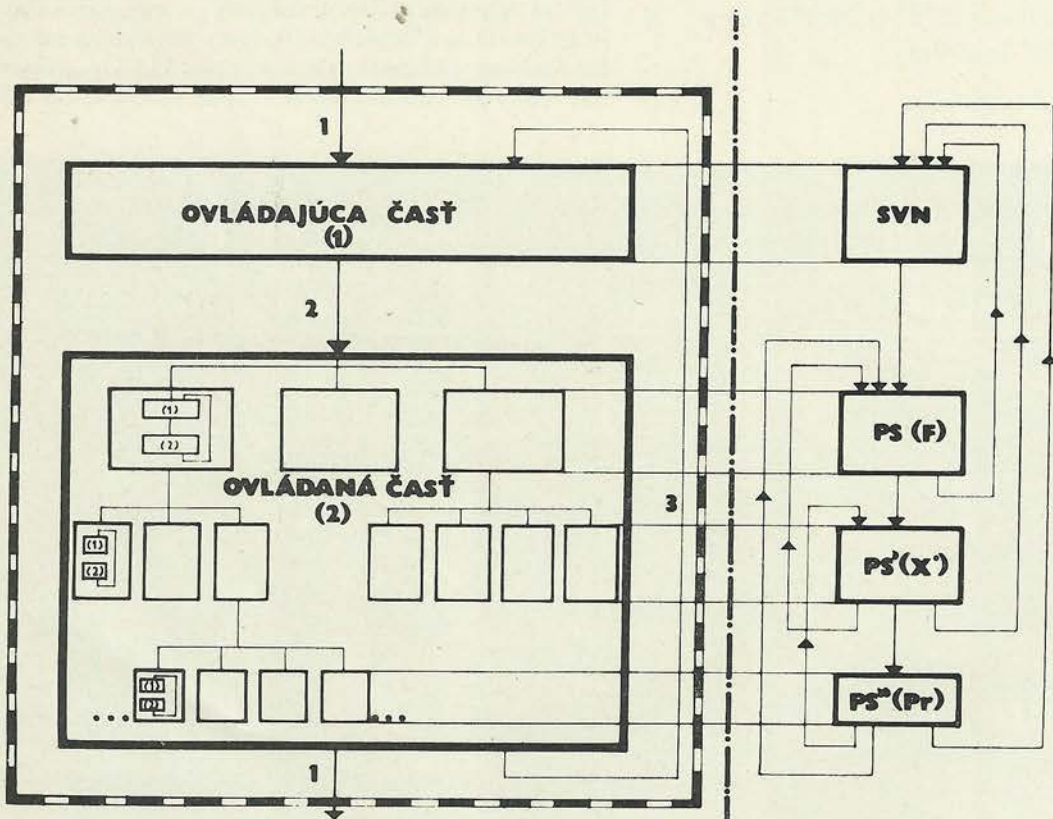 1
OVLÁDAJÚCA ČASŤ
(1)
SVN
2
(1)
(2)
PS (F)
OVLÁDANÁ ČASŤ
(2)
3
(1)
(2)
PS'(X')
(1)
(2)
...
...
(Pr)
1